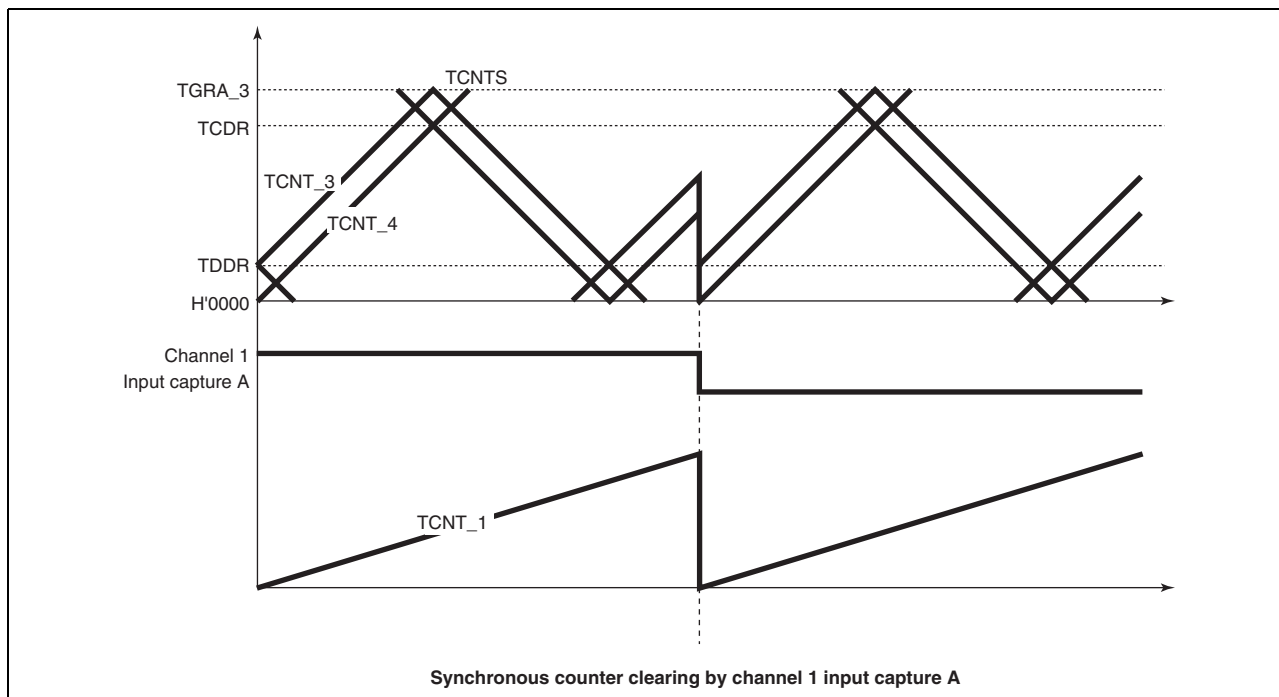 TCNTS
TGRA_3
TCDR
TCNT_3
TCNT_4
TDDR
H'0000
Channel 1
Input capture A
TCNT_1
Synchronous counter clearing by channel 1 input capture A